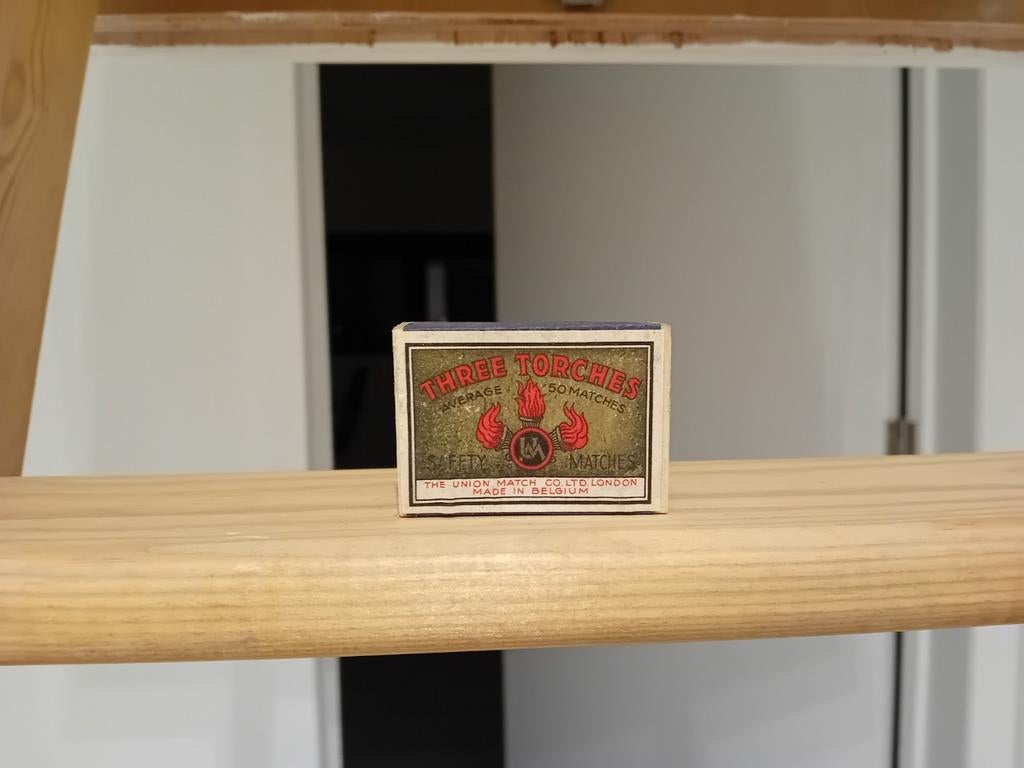 THREE TORCHES
AVERAGE 50 MATCHES
UM
SAFETY MATCHES
THE UNION MATCH CO. LTD. LONDON
MADE IN BELGIUM